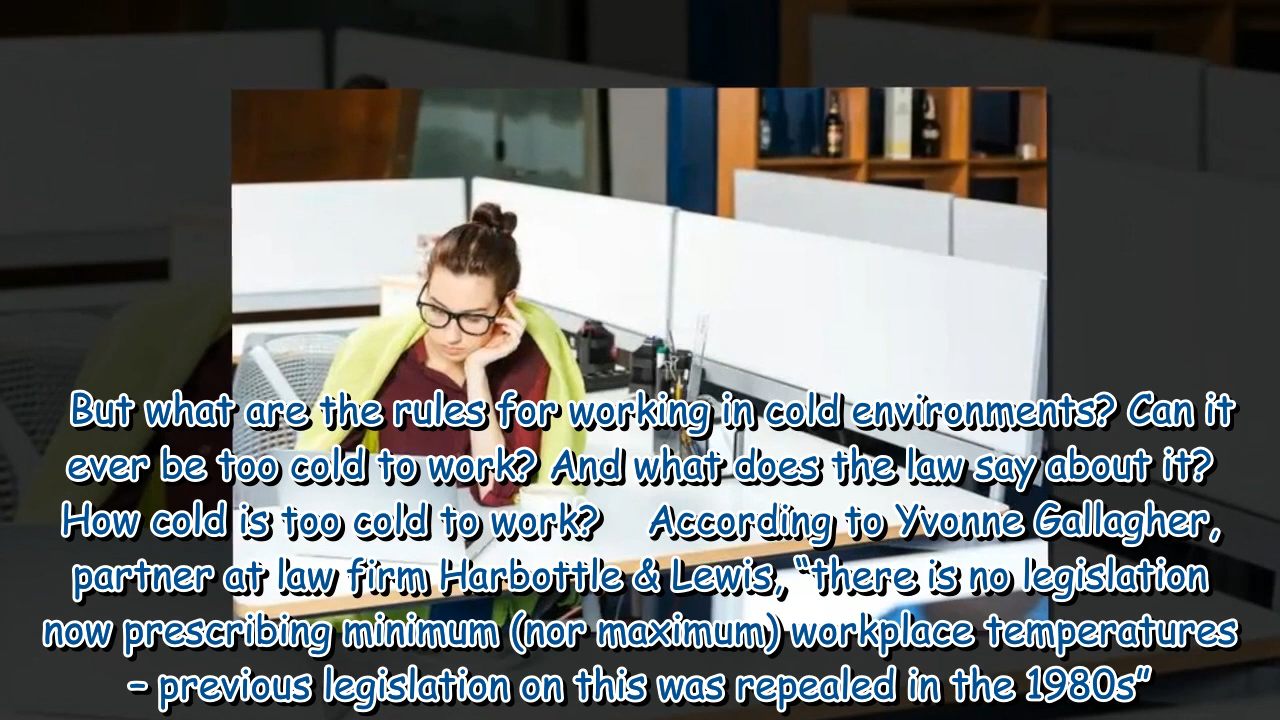 But what are the rules for working in cold environments? Can it
ever be too cold to work? And what does the law say about it?
How cold is too cold to work?    According to Yvonne Gallagher,
partner at law firm Harbottle & Lewis, “there is no legislation
now prescribing minimum (nor maximum) workplace temperatures
– previous legislation on this was repealed in the 1980s”